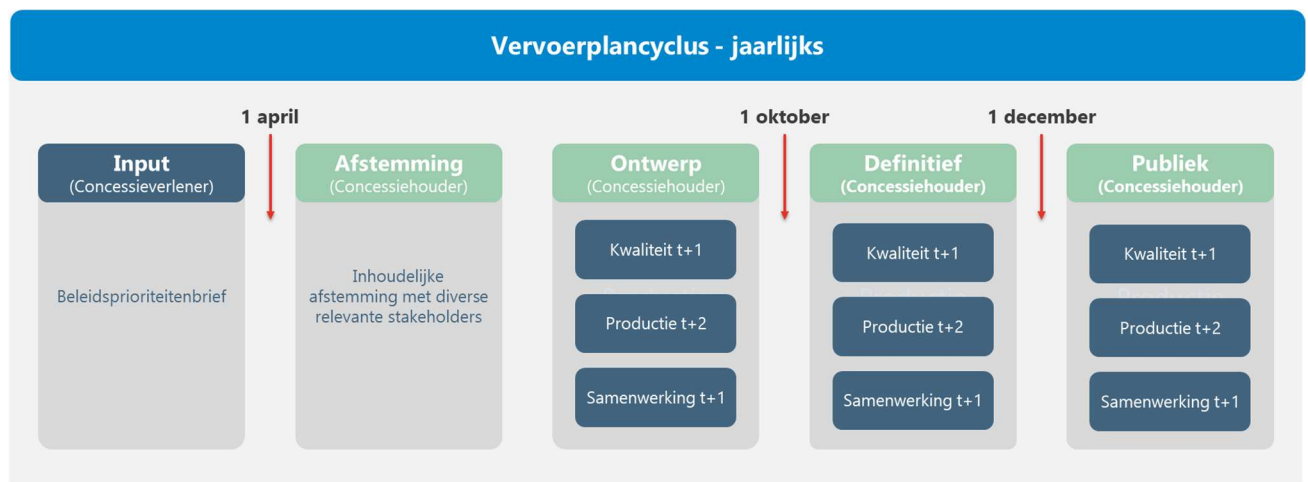 Vervoerplancyclus - jaarlijks
1 april
1 oktober
1 december
Input
(Concessieverlener)
Beleidsprioriteitenbrief
Afstemming
(Concessiehouder)
Inhoudelijke
afstemming met diverse
relevante stakeholders
Ontwerp
(Concessiehouder)
Kwaliteit t+1
Productie t+2
Samenwerking t+1
Definitief
(Concessiehouder)
Kwaliteit t+1
Productie t+2
Samenwerking t+1
Publiek
(Concessiehouder)
Kwaliteit t+1
Productie t+2
Samenwerking t+1